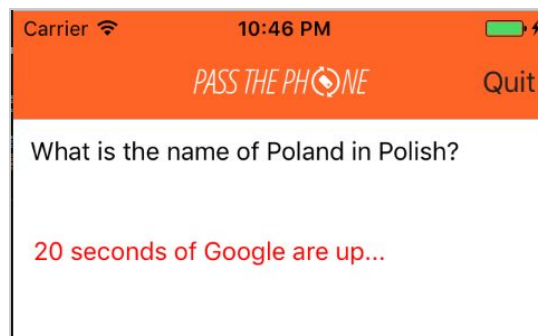 Carrier
10:46 PM
PASS THE PHONE
Quit
What is the name of Poland in Polish?
20 seconds of Google are up...